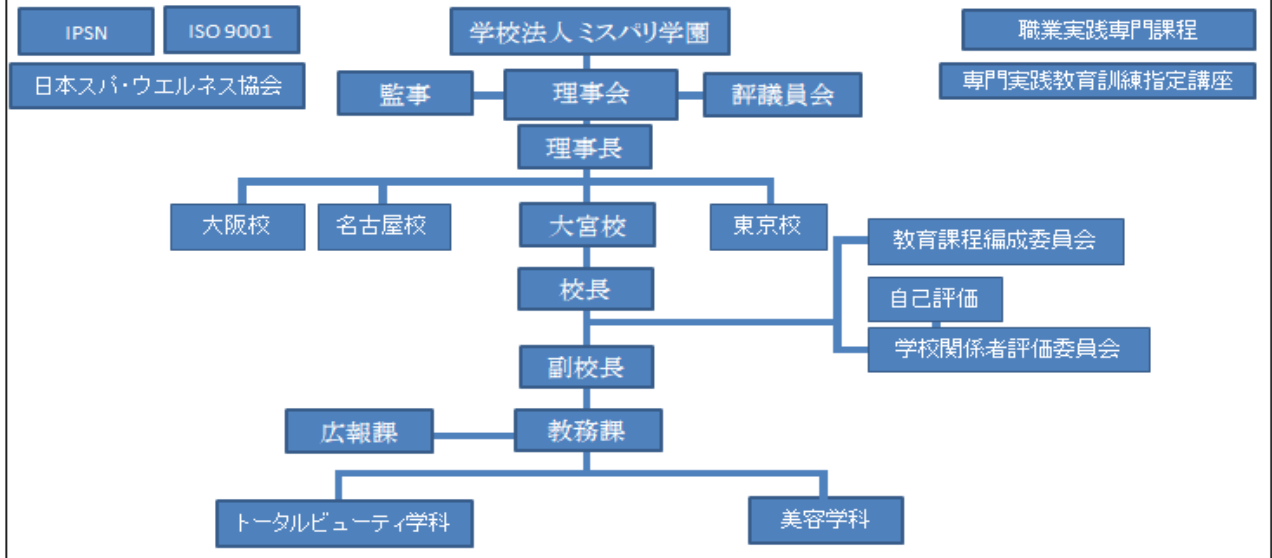 IPSN
ISO 9001
学校法人ミスパリ学園
職業実践専門課程
日本スパ・ウエルネス協会
監事
理事会
評議員会
専門実践教育訓練指定講座
理事長
大阪校
名古屋校
大宮校
東京校
教育課程編成委員会
校長
自己評価
学校関係者評価委員会
副校長
広報課
教務課
トータルビューティ学科
美容学科